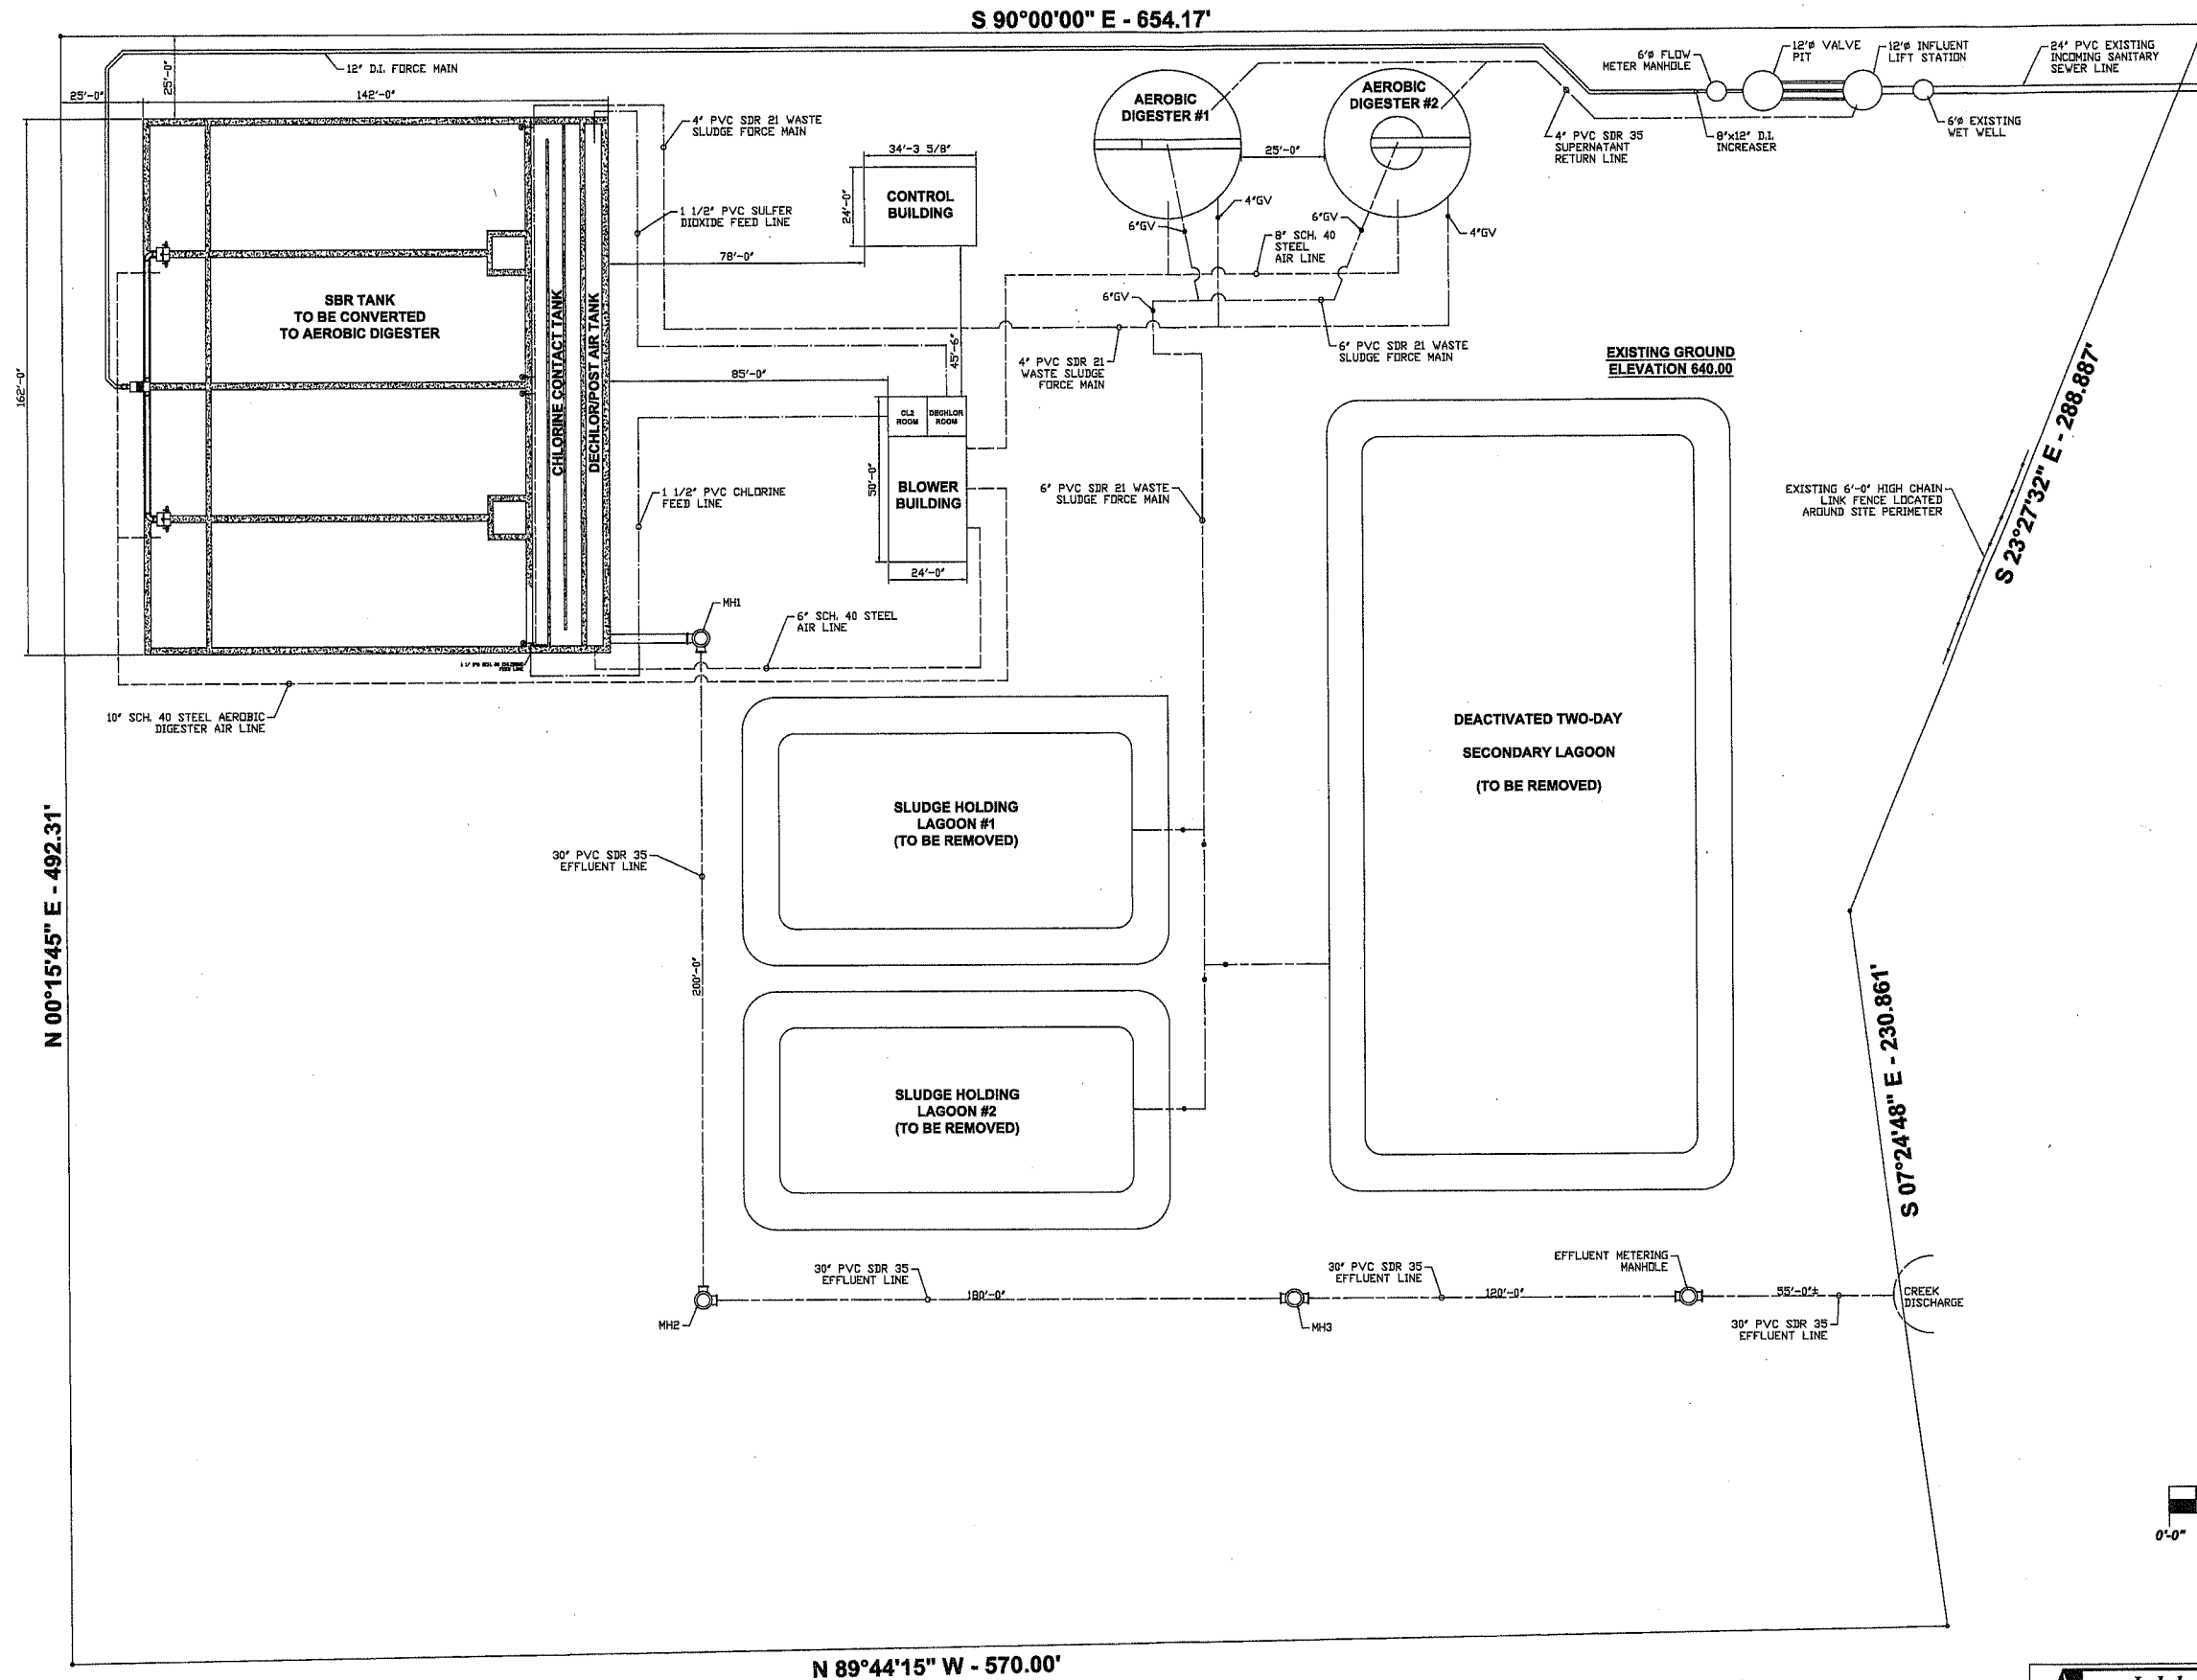 S 90°00'00" E - 654.17'
12" D.I. FORCE MAIN
25'-0"
25'-0"
142'-0"
162'-0"
4" PVC SDR 21 WASTE
SLUDGE FORCE MAIN
34'-3 5/8"
24'-0"
CONTROL
BUILDING
1 1/2" PVC SULFER
DIOXIDE FEED LINE
78'-0"
45'-6"
SBR TANK
TO BE CONVERTED
TO AEROBIC DIGESTER
CHLORINE CONTACT TANK
DECHLOR/POST AIR TANK
AEROBIC
DIGESTER #1
AEROBIC
DIGESTER #2
25'-0"
6'Ø FLOW
METER MANHOLE
12'Ø VALVE
PIT
12'Ø INFLUENT
LIFT STATION
24" PVC EXISTING
INCOMING SANITARY
SEWER LINE
6'Ø EXISTING
WET WELL
8"x12" D.I.
INCREASER
4" PVC SDR 35
SUPERNATANT
RETURN LINE
6"GV
4"GV
6"GV
4"GV
8" SCH. 40
STEEL
AIR LINE
6"GV
4" PVC SDR 21
WASTE SLUDGE
FORCE MAIN
6" PVC SDR 21 WASTE
SLUDGE FORCE MAIN
EXISTING GROUND
ELEVATION 640.00
85'-0"
CL2
ROOM
DECHLOR
ROOM
50'-0"
BLOWER
BUILDING
24'-0"
1 1/2" PVC CHLORINE
FEED LINE
6" PVC SDR 21 WASTE
SLUDGE FORCE MAIN
EXISTING 6'-0" HIGH CHAIN
LINK FENCE LOCATED
AROUND SITE PERIMETER
S 23°27'32" E - 288.887'
MH1
6" SCH. 40 STEEL
AIR LINE
FEED LINE
10" SCH. 40 STEEL AEROBIC
DIGESTER AIR LINE
DEACTIVATED TWO-DAY
SECONDARY LAGOON
(TO BE REMOVED)
SLUDGE HOLDING
LAGOON #1
(TO BE REMOVED)
30" PVC SDR 35
EFFLUENT LINE
200'-0"
N 00°15'45" E - 492.31'
SLUDGE HOLDING
LAGOON #2
(TO BE REMOVED)
S 07°24'48" E - 230.861'
MH2
30" PVC SDR 35
EFFLUENT LINE
180'-0"
MH3
30" PVC SDR 35
EFFLUENT LINE
120'-0"
EFFLUENT METERING
MANHOLE
55'-0"±
30" PVC SDR 35
EFFLUENT LINE
CREEK
DISCHARGE
0'-0"
N 89°44'15" W - 570.00'